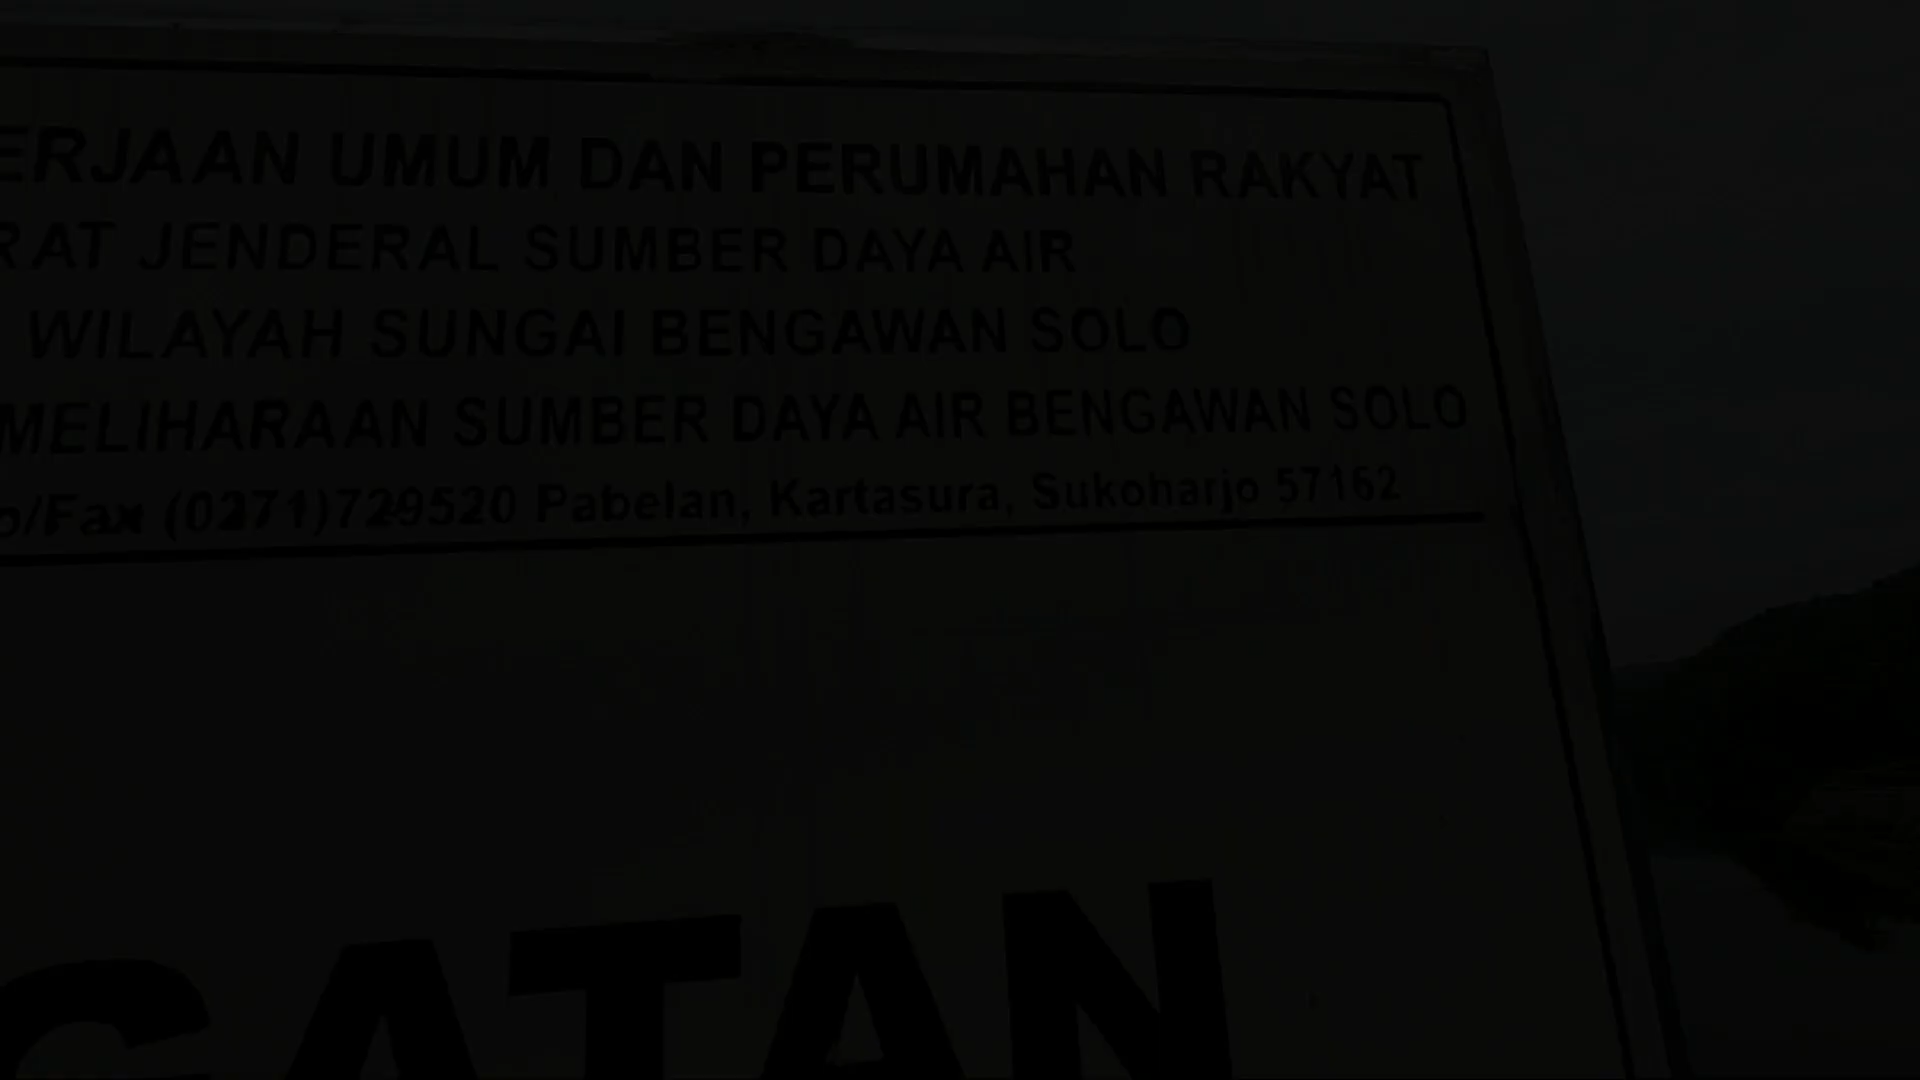 ERJAAN UMUM DAN PERUMAHAN RAKYAT
RAT JENDERAL SUMBER DAYA AIR
WILAYAH SUNGAI BENGAWAN SOLO
MELIHARAAN SUMBER DAYA AIR BENGAWAN SOLO
p/Fax (0271)729520 Pabelan, Kartasura, Sukoharjo 57162
GATAN